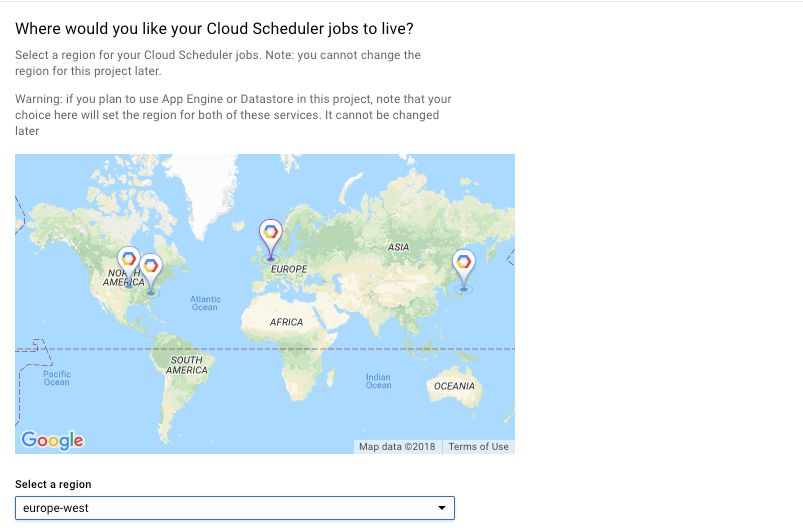 Where would you like your Cloud Scheduler jobs to live?
Select a region for your Cloud Scheduler jobs. Note: you cannot change the
region for this project later.
Warning: if you plan to use App Engine or Datastore in this project, note that your
choice here will set the region for both of these services. It cannot be changed
later
ASIA
NORTH
AMERICA
EUROPE
Atlantic
Ocean
AFRICA
SOUTH
AMERICA
Pacific
Ocean
Indian
Ocean
OCEANIA
Google
Map data ©2018
Terms of Use
Select a region
europe-west